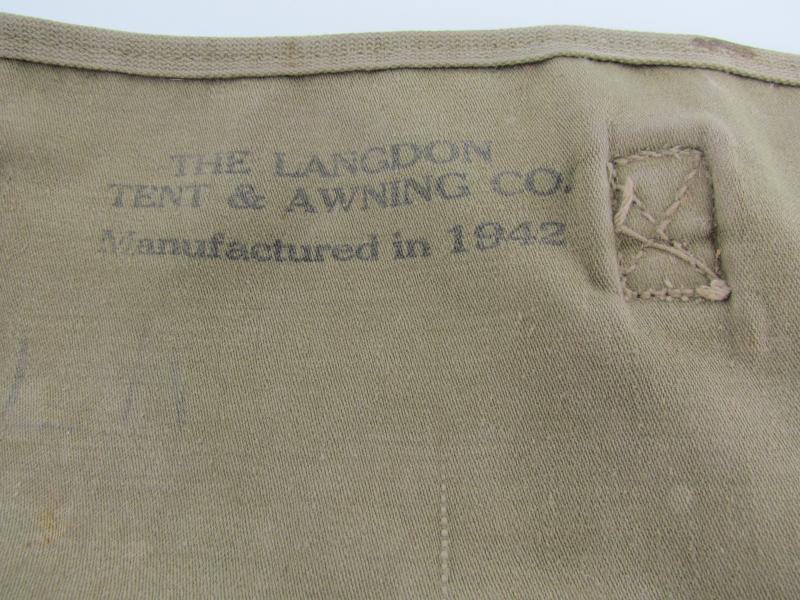 THE LANGDON
TENT & AWNING CO.
Manufactured in 1942